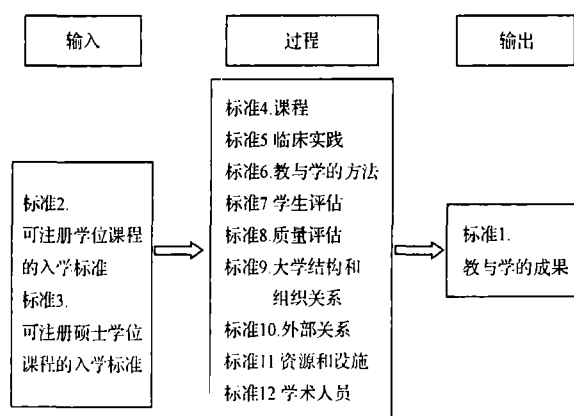 输入
过程
输出
标准2.
可注册学位课程
的入学标准
标准3.
可注册硕士学位
课程的入学标准
标准4.课程
标准5 临床实践
标准6.教与学的方法
标准7 学生评估
标准8.质量评估
标准9.大学结构和
组织关系
标准10.外部关系
标准11 资源和设施
标准12 学术人员
标准1.
教与学的成果